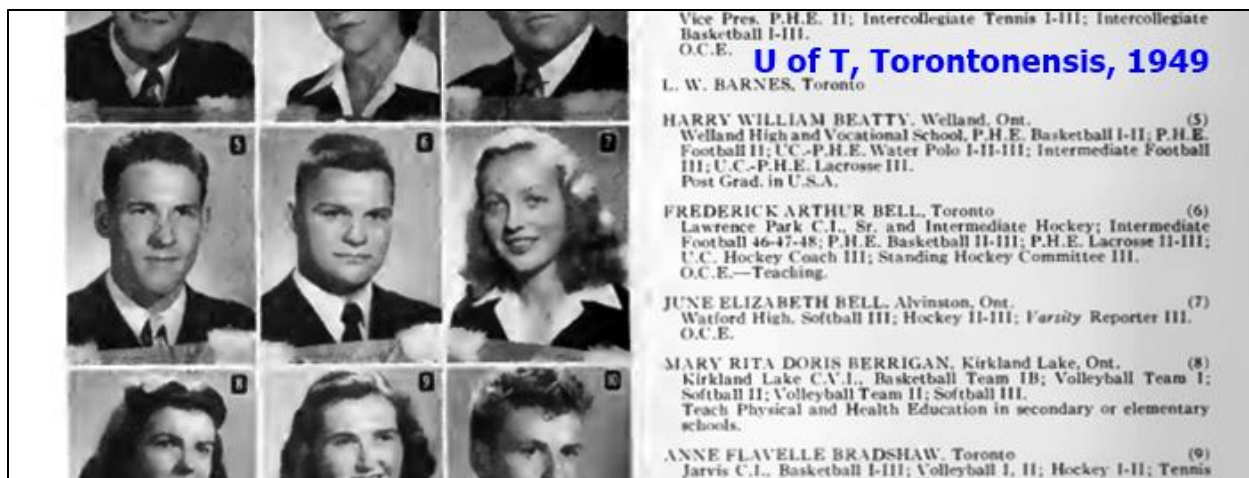 Vice Pres. P.H.E. II; Intercollegiate Tennis I-III; Intercollegiate
Basketball I-III.
O.C.E.
U of T, Torontonensis, 1949
L. W. BARNES, Toronto
HARRY WILLIAM BEATTY, Welland, Ont. (5)
Welland High and Vocational School, P.H.E. Basketball I-II; P.H.E.
Football II; UC.-P.H.E. Water Polo I-II-III; Intermediate Football
III; U.C.-P.H.E. Lacrosse III.
Post Grad. in U.S.A.
FREDERICK ARTHUR BELL, Toronto (6)
Lawrence Park C.I., Sr. and Intermediate Hockey; Intermediate
Football 46-47-48; P.H.E. Basketball II-III; P.H.E. Lacrosse II-III;
U.C. Hockey Coach III; Standing Hockey Committee III.
O.C.E.—Teaching.
JUNE ELIZABETH BELL, Alvinston, Ont. (7)
Watford High, Softball III; Hockey II-III; Varsity Reporter III.
O.C.E.
MARY RITA DORIS BERRIGAN, Kirkland Lake, Ont. (8)
Kirkland Lake C.V.I., Basketball Team IB; Volleyball Team I;
Softball II; Volleyball Team II; Softball III.
Teach Physical and Health Education in secondary or elementary
schools.
ANNE FLAVELLE BRADSHAW, Toronto (9)
Jarvis C.I., Basketball I-III; Volleyball I, II; Hockey I-II; Tennis
5
6
7
8
9
10